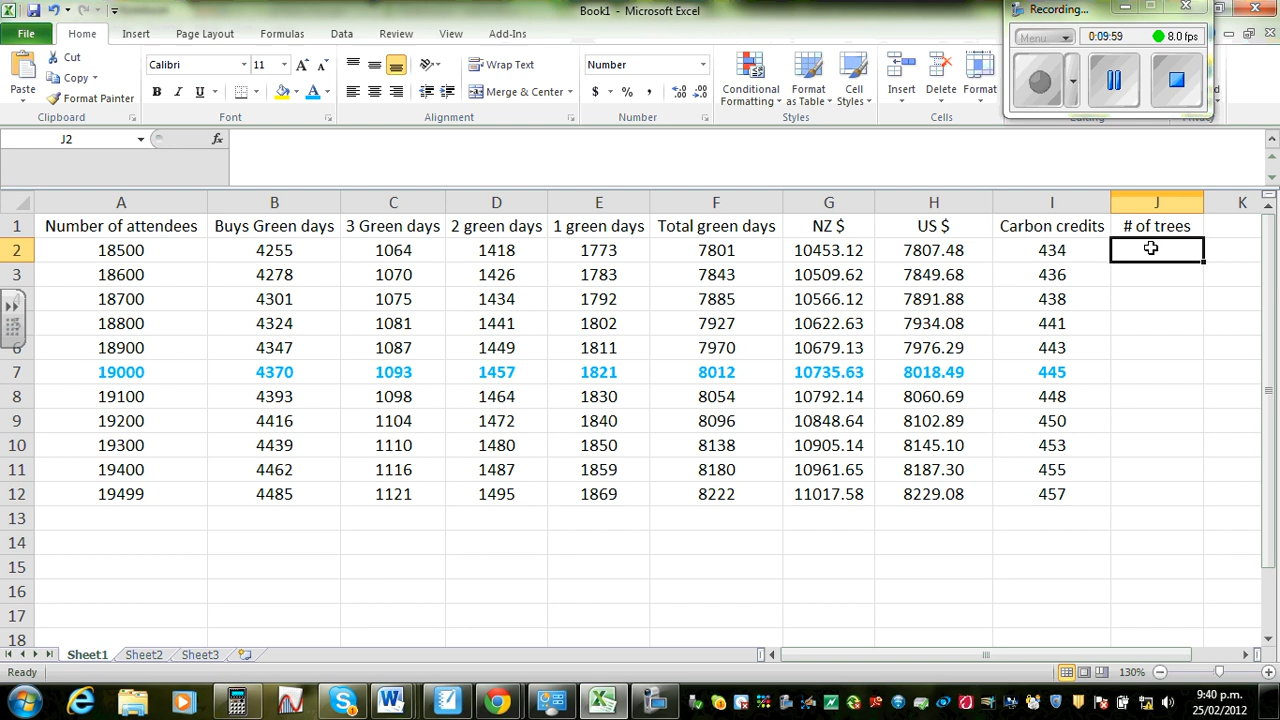 Book1 - Microsoft Excel
Recording...
File Home Insert Page Layout Formulas Data Review View Add-Ins
Menu 0:09:59 8.0 fps
Paste Cut Copy Format Painter
Calibri 11
B I U
Wrap Text
Merge & Center
Number
$ % ,
Conditional Formatting Format as Table Cell Styles
Insert Delete Format
Clipboard Font Alignment Number Styles Cells Editing
J2 fx
A B C D E F G H I J K
1 Number of attendees Buys Green days 3 Green days 2 green days 1 green days Total green days NZ $ US $ Carbon credits # of trees
2 18500 4255 1064 1418 1773 7801 10453.12 7807.48 434
3 18600 4278 1070 1426 1783 7843 10509.62 7849.68 436
18700 4301 1075 1434 1792 7885 10566.12 7891.88 438
18800 4324 1081 1441 1802 7927 10622.63 7934.08 441
6 18900 4347 1087 1449 1811 7970 10679.13 7976.29 443
7 19000 4370 1093 1457 1821 8012 10735.63 8018.49 445
8 19100 4393 1098 1464 1830 8054 10792.14 8060.69 448
9 19200 4416 1104 1472 1840 8096 10848.64 8102.89 450
10 19300 4439 1110 1480 1850 8138 10905.14 8145.10 453
11 19400 4462 1116 1487 1859 8180 10961.65 8187.30 455
12 19499 4485 1121 1495 1869 8222 11017.58 8229.08 457
13
14
15
16
17
18
Sheet1 Sheet2 Sheet3
Ready 130%
9:40 p.m.
25/02/2012